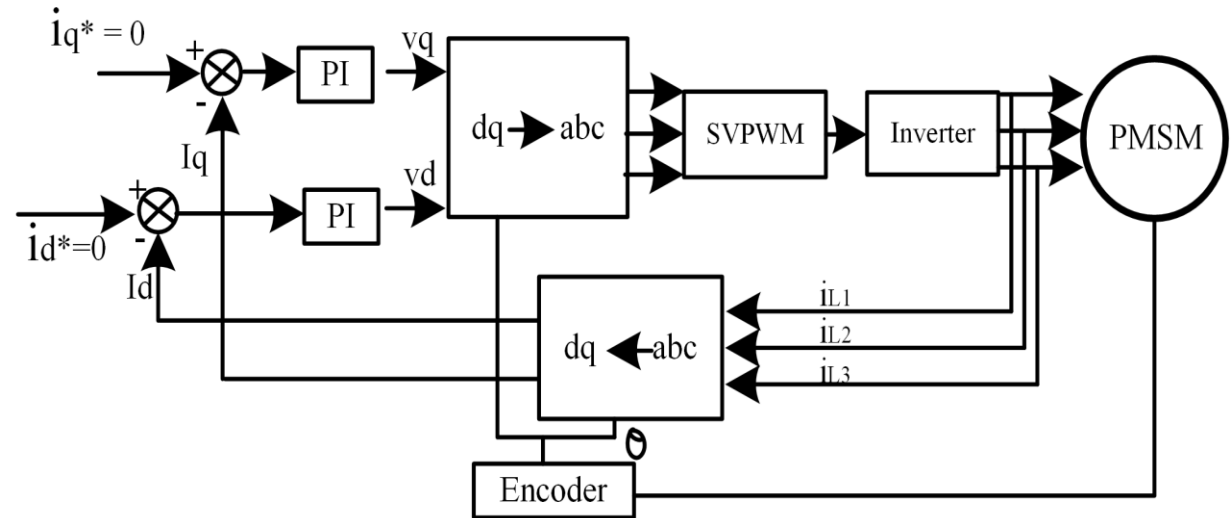 iq* = 0
+
-
PI
vq
Iq
dq abc
SVPWM
Inverter
PMSM
id*=0
+
-
PI
vd
Id
dq abc
iL1
iL2
iL3
θ
Encoder